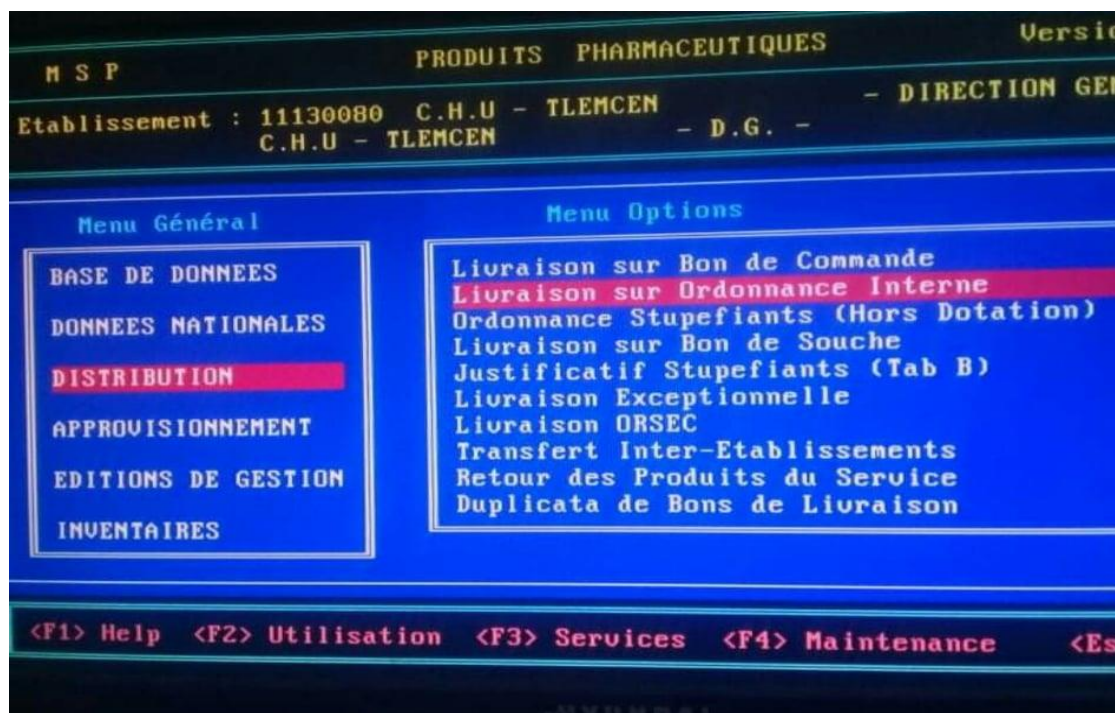 M S P PRODUITS PHARMACEUTIQUES
Etablissement : 11130080 C.H.U - TLEMCEN - DIRECTION
C.H.U - TLEMCEN - D.G. -
Menu Général
BASE DE DONNEES
DONNEES NATIONALES
DISTRIBUTION
APPROVISIONNEMENT
EDITIONS DE GESTION
INVENTAIRES
Menu Options
Livraison sur Bon de Commande
Livraison sur Ordonnance Interne
Ordonnance Stupefiants (Hors Dotation)
Livraison sur Bon de Souche
Justificatif Stupefiants (Tab B)
Livraison Exceptionnelle
Livraison ORSEC
Transfert Inter-Etablissements
Retour des Produits du Service
Duplicata de Bons de Livraison
<F1> Help <F2> Utilisation <F3> Services <F4> Maintenance